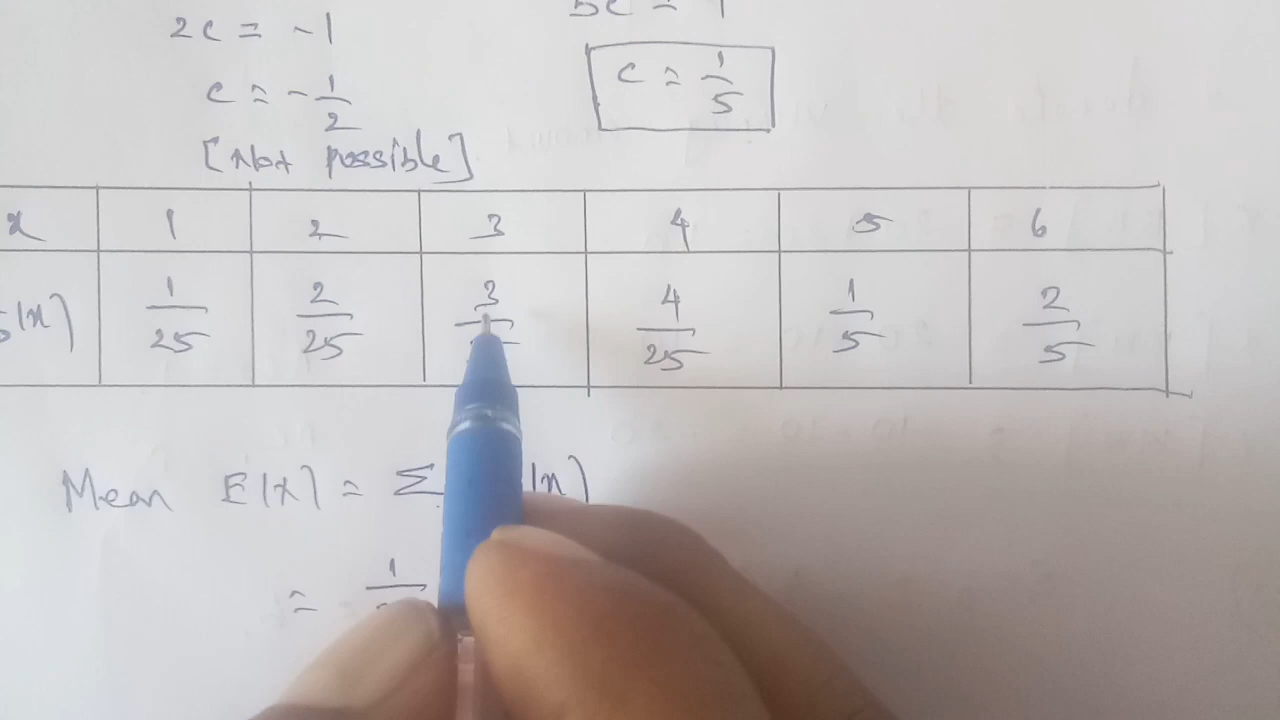 2c = -1
5c = 1
c = -1/2
c = 1/5
[Not possible]
x 1 2 3 4 5 6
(x) 1/25 2/25 3 4/25 1/5 2/5
Mean E(x) = Σ (x)
= 1